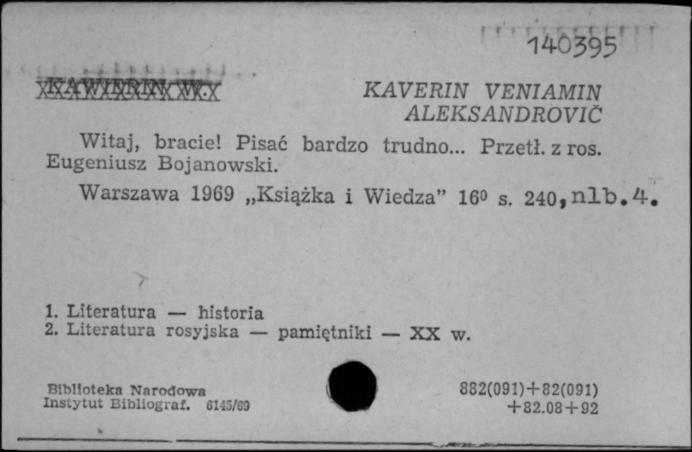 140395
KAWIERIN W.
KAVERIN VENIAMIN
ALEKSANDROVIČ
Witaj, bracie! Pisać bardzo trudno... Przetł. z ros.
Eugeniusz Bojanowski.
Warszawa 1969 „Książka i Wiedza” 16⁰ s. 240, nlb. 4.
1. Literatura — historia
2. Literatura rosyjska — pamiętniki — XX w.
Biblioteka Narodowa
Instytut Bibliograf. 6145/69
882(091)+82(091)
+82.08+92